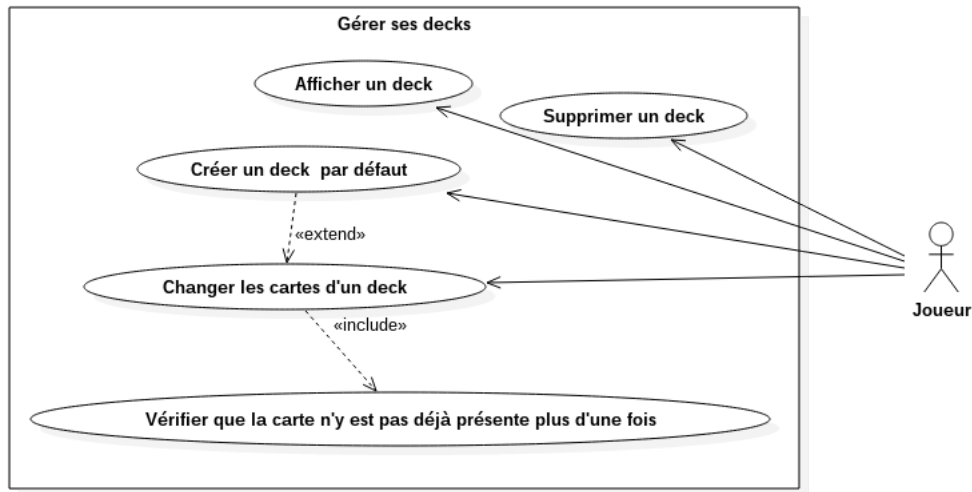 Gérer ses decks
Afficher un deck
Supprimer un deck
Créer un deck  par défaut
«extend»
Changer les cartes d'un deck
Joueur
«include»
Vérifier que la carte n'y est pas déjà présente plus d'une fois